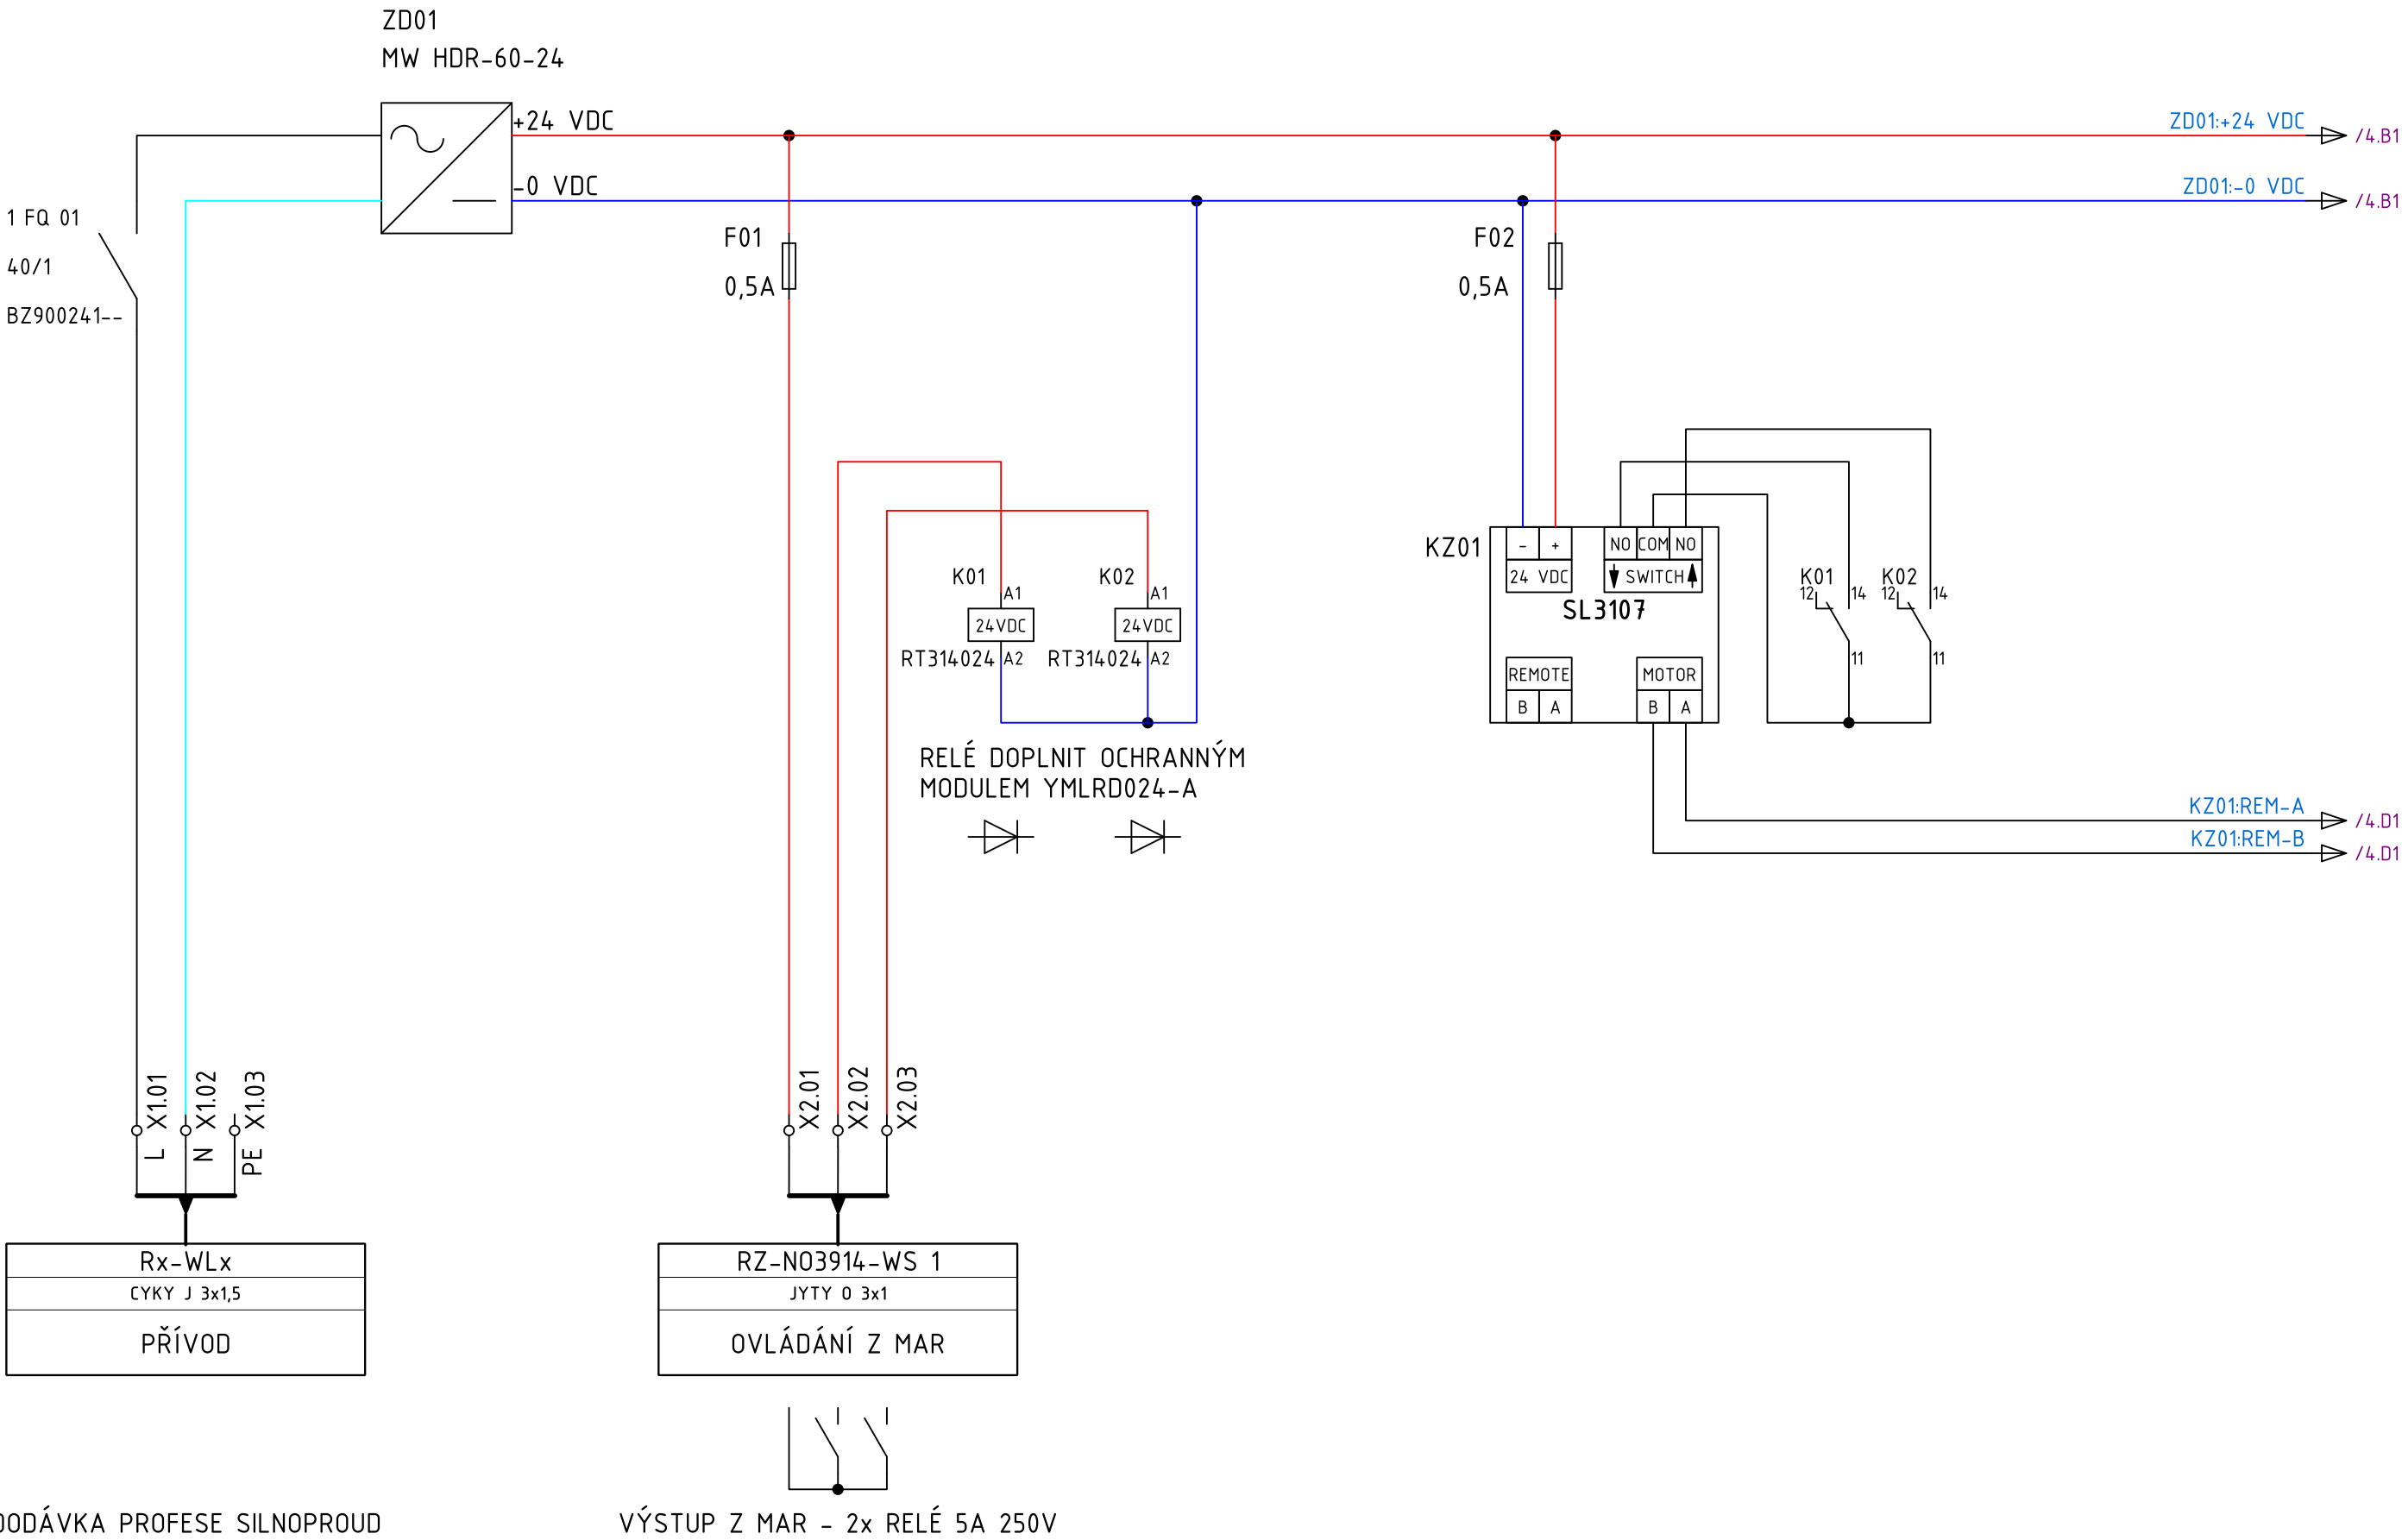 ZD01
MW HDR-60-24
+24 VDC
-0 VDC
ZD01:+24 VDC
/4.B1
ZD01:-0 VDC
/4.B1
1 FQ 01
40/1
BZ900241--
F01
0,5A
F02
0,5A
K01
A1
24VDC
RT314024
A2
K02
A1
24VDC
RT314024
A2
RELÉ DOPLNIT OCHRANNÝM
MODULEM YMLRD024-A
KZ01
- +
24 VDC
NO COM NO
SWITCH
SL3107
REMOTE
B A
MOTOR
B A
K01
12
14
11
K02
12
14
11
KZ01:REM-A
/4.D1
KZ01:REM-B
/4.D1
X1.01
X1.02
X1.03
L
N
PE
X2.01
X2.02
X2.03
Rx-WLx
CYKY J 3x1,5
PŘÍVOD
RZ-NO3914-WS 1
JYTY O 3x1
OVLÁDÁNÍ Z MAR
DODÁVKA PROFESE SILNOPROUD
VÝSTUP Z MAR - 2x RELÉ 5A 250V